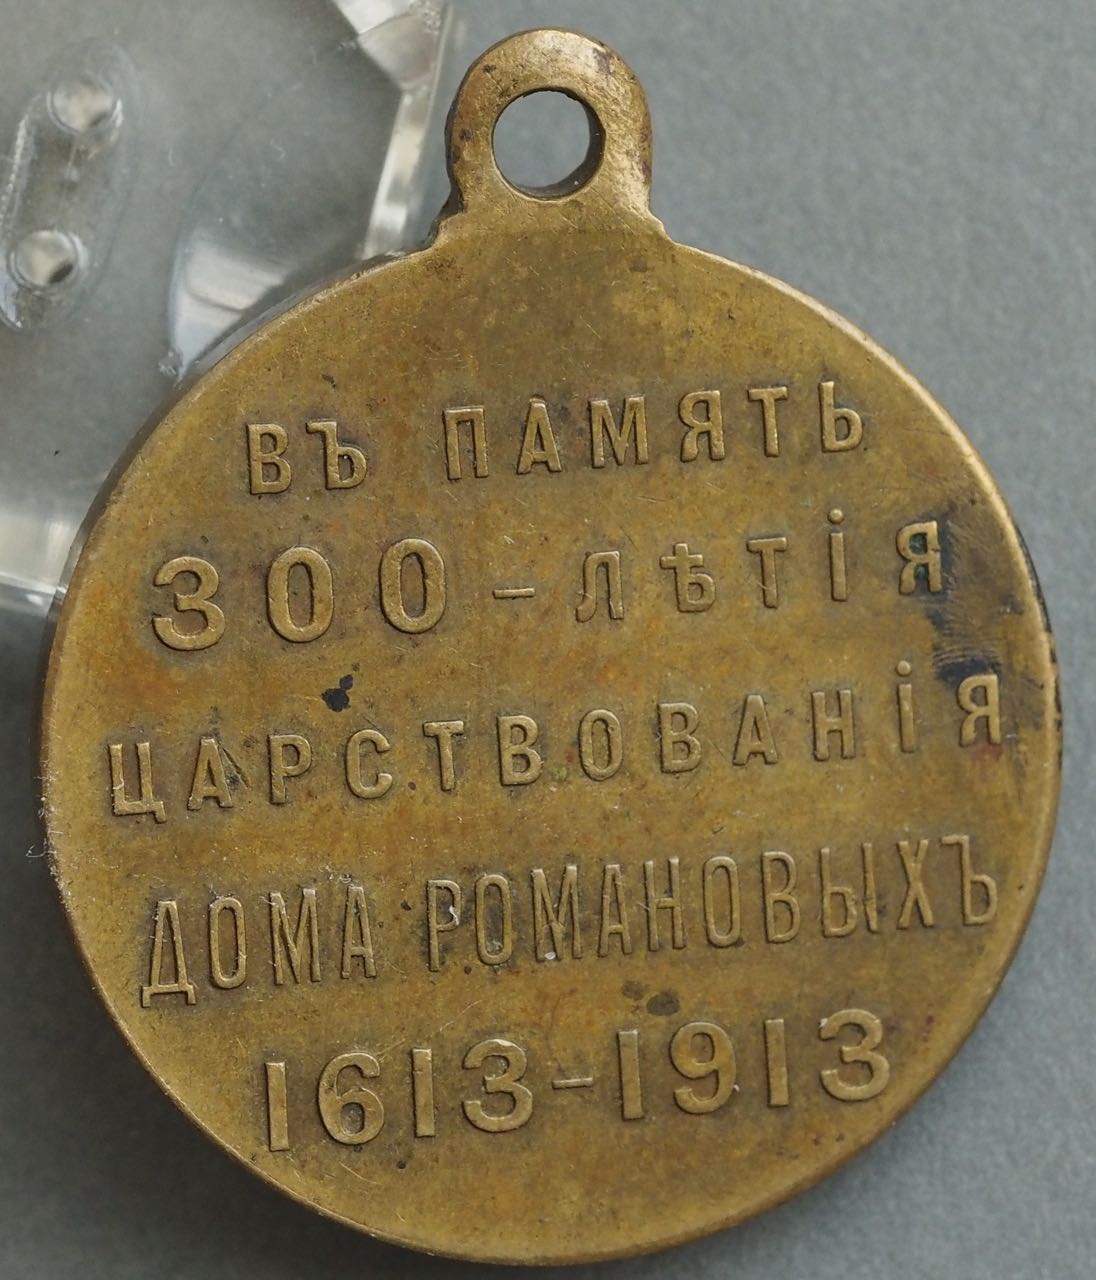 ВЪ ПАМЯТЬ
300-ЛѢТІЯ
ЦАРСТВОВАНІЯ
ДОМА РОМАНОВЫХЪ
1613-1913